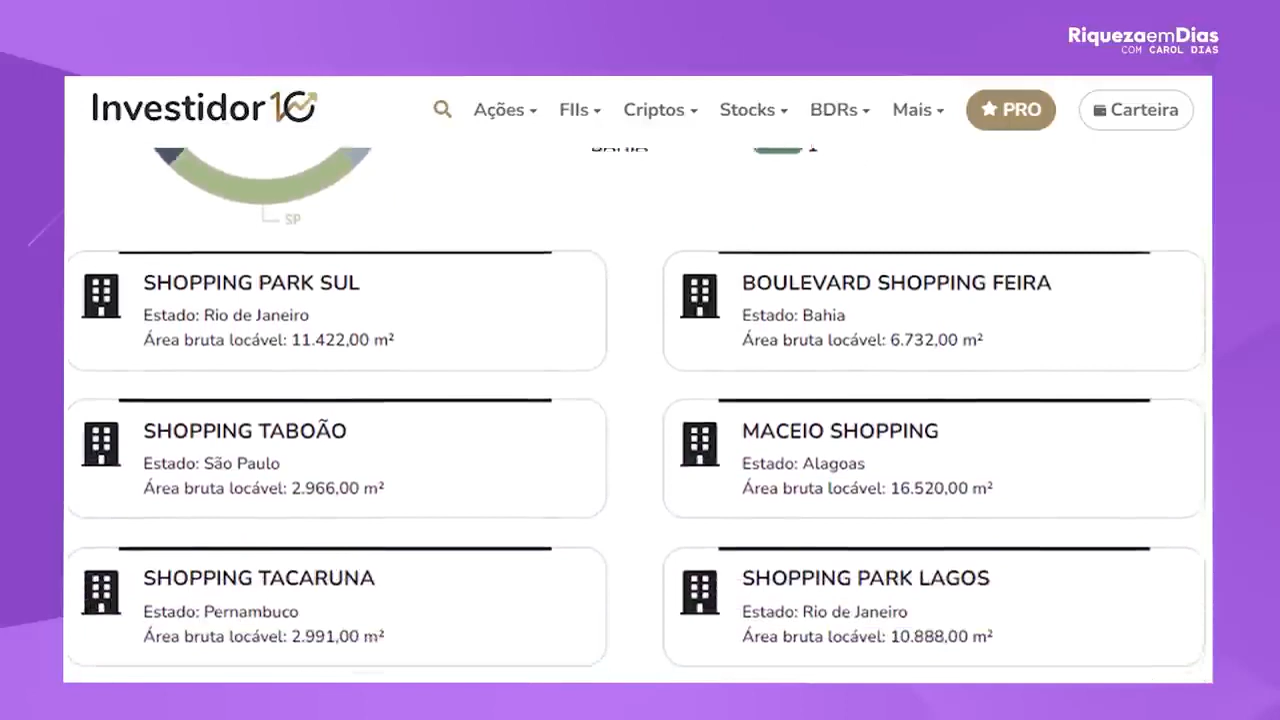 RiquezaemDias
COM CAROL DIAS
Investidor10
Ações
FIIs
Criptos
Stocks
BDRs
Mais
PRO
Carteira
BAHIA
1
SP
SHOPPING PARK SUL
Estado: Rio de Janeiro
Área bruta locável: 11.422,00 m²
BOULEVARD SHOPPING FEIRA
Estado: Bahia
Área bruta locável: 6.732,00 m²
SHOPPING TABOÃO
Estado: São Paulo
Área bruta locável: 2.966,00 m²
MACEIO SHOPPING
Estado: Alagoas
Área bruta locável: 16.520,00 m²
SHOPPING TACARUNA
Estado: Pernambuco
Área bruta locável: 2.991,00 m²
SHOPPING PARK LAGOS
Estado: Rio de Janeiro
Área bruta locável: 10.888,00 m²